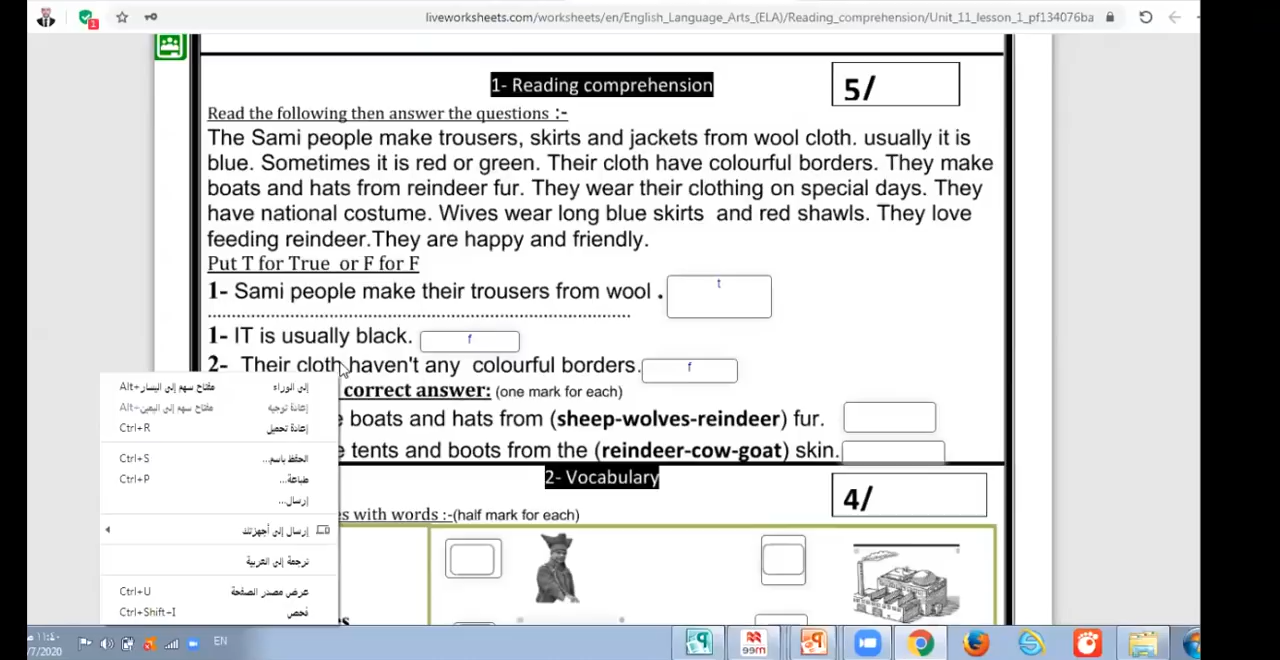 liveworksheets.com/worksheets/en/English_Language_Arts_(ELA)/Reading_comprehension/Unit_11_lesson_1_pf134076ba
1
1- Reading comprehension
5/
Read the following then answer the questions :-
The Sami people make trousers, skirts and jackets from wool cloth. usually it is
blue. Sometimes it is red or green. Their cloth have colourful borders. They make
boats and hats from reindeer fur. They wear their clothing on special days. They
have national costume. Wives wear long blue skirts and red shawls. They love
feeding reindeer.They are happy and friendly.
Put T for True or F for F
1- Sami people make their trousers from wool .
t
................................................................................
1- IT is usually black.
f
2- Their cloth haven't any colourful borders.
f
correct answer: (one mark for each)
boats and hats from (sheep-wolves-reindeer) fur.
tents and boots from the (reindeer-cow-goat) skin.
2- Vocabulary
4/
es with words :-(half mark for each)
إلى الوراء Alt+مفتاح سهم إلى اليسار
إعادة توجيه Alt+مفتاح سهم إلى اليمين
إعادة تحميل Ctrl+R
الحفظ باسم... Ctrl+S
طباعة... Ctrl+P
إرسال...
إرسال إلى أجهزتك
ترجمة إلى العربية
عرض مصدر الصفحة Ctrl+U
فحص Ctrl+Shift+I
EN
١١:٤٠
/7/2020